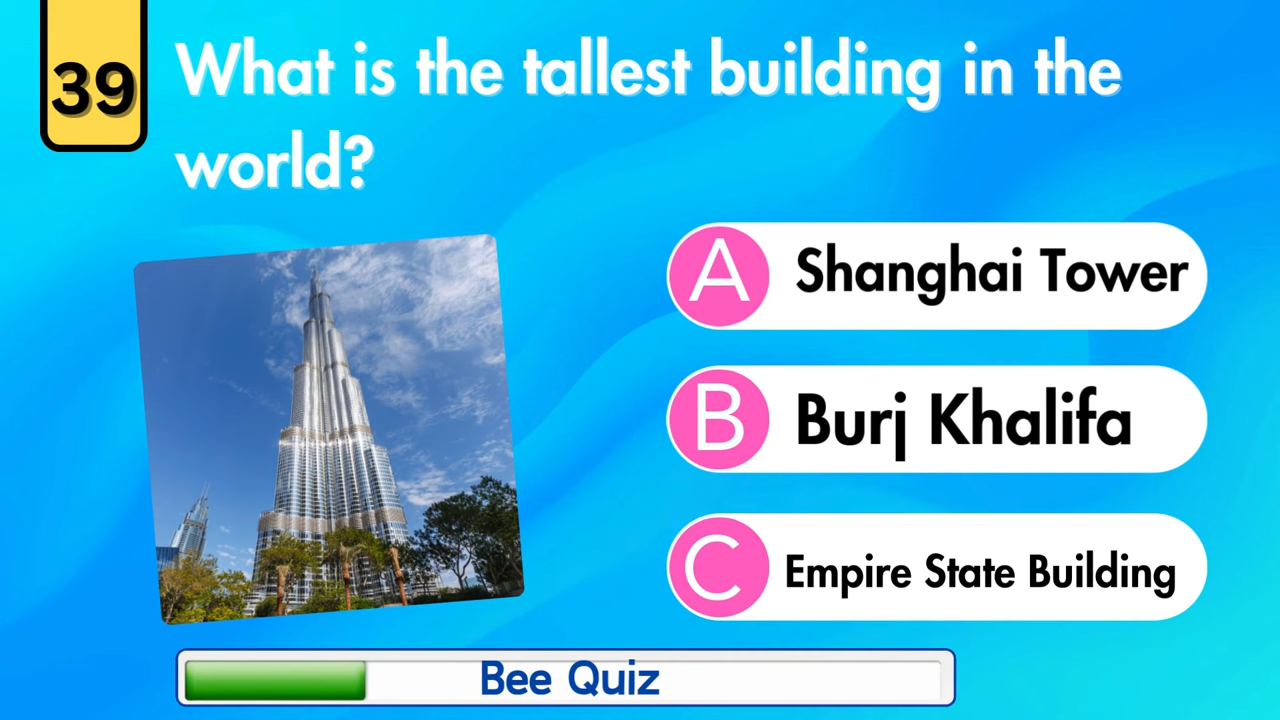 39
What is the tallest building in the
world?
A Shanghai Tower
B Burj Khalifa
C Empire State Building
Bee Quiz